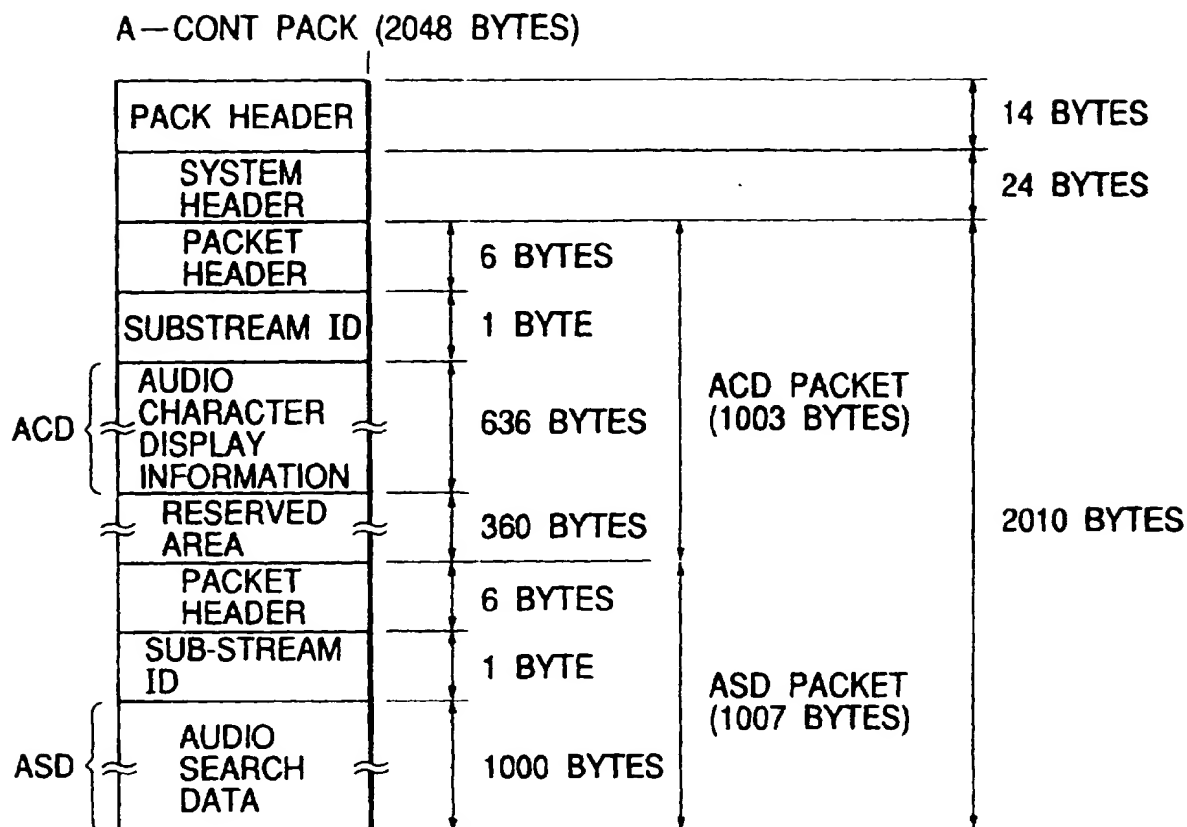 A—CONT PACK (2048 BYTES)
PACK HEADER
14 BYTES
SYSTEM
HEADER
24 BYTES
PACKET
HEADER
6 BYTES
SUBSTREAM ID
1 BYTE
ACD
AUDIO
CHARACTER
DISPLAY
INFORMATION
636 BYTES
ACD PACKET
(1003 BYTES)
RESERVED
AREA
360 BYTES
2010 BYTES
PACKET
HEADER
6 BYTES
SUB-STREAM
ID
1 BYTE
ASD PACKET
(1007 BYTES)
ASD
AUDIO
SEARCH
DATA
1000 BYTES